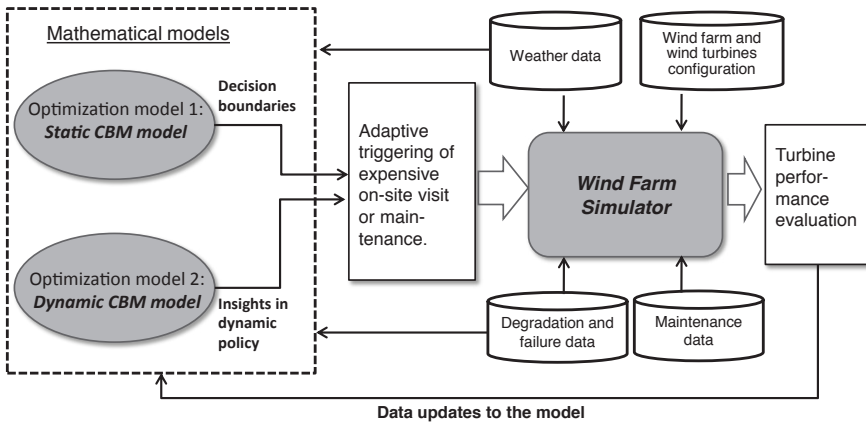 Mathematical models
Optimization model 1:
Static CBM model
Decision
boundaries
Optimization model 2:
Dynamic CBM model
Insights in
dynamic
policy
Adaptive
triggering of
expensive
on-site visit
or main-
tenance.
Weather data
Wind farm and
wind turbines
configuration
Wind Farm
Simulator
Degradation and
failure data
Maintenance
data
Turbine
perfor-
mance
evaluation
Data updates to the model